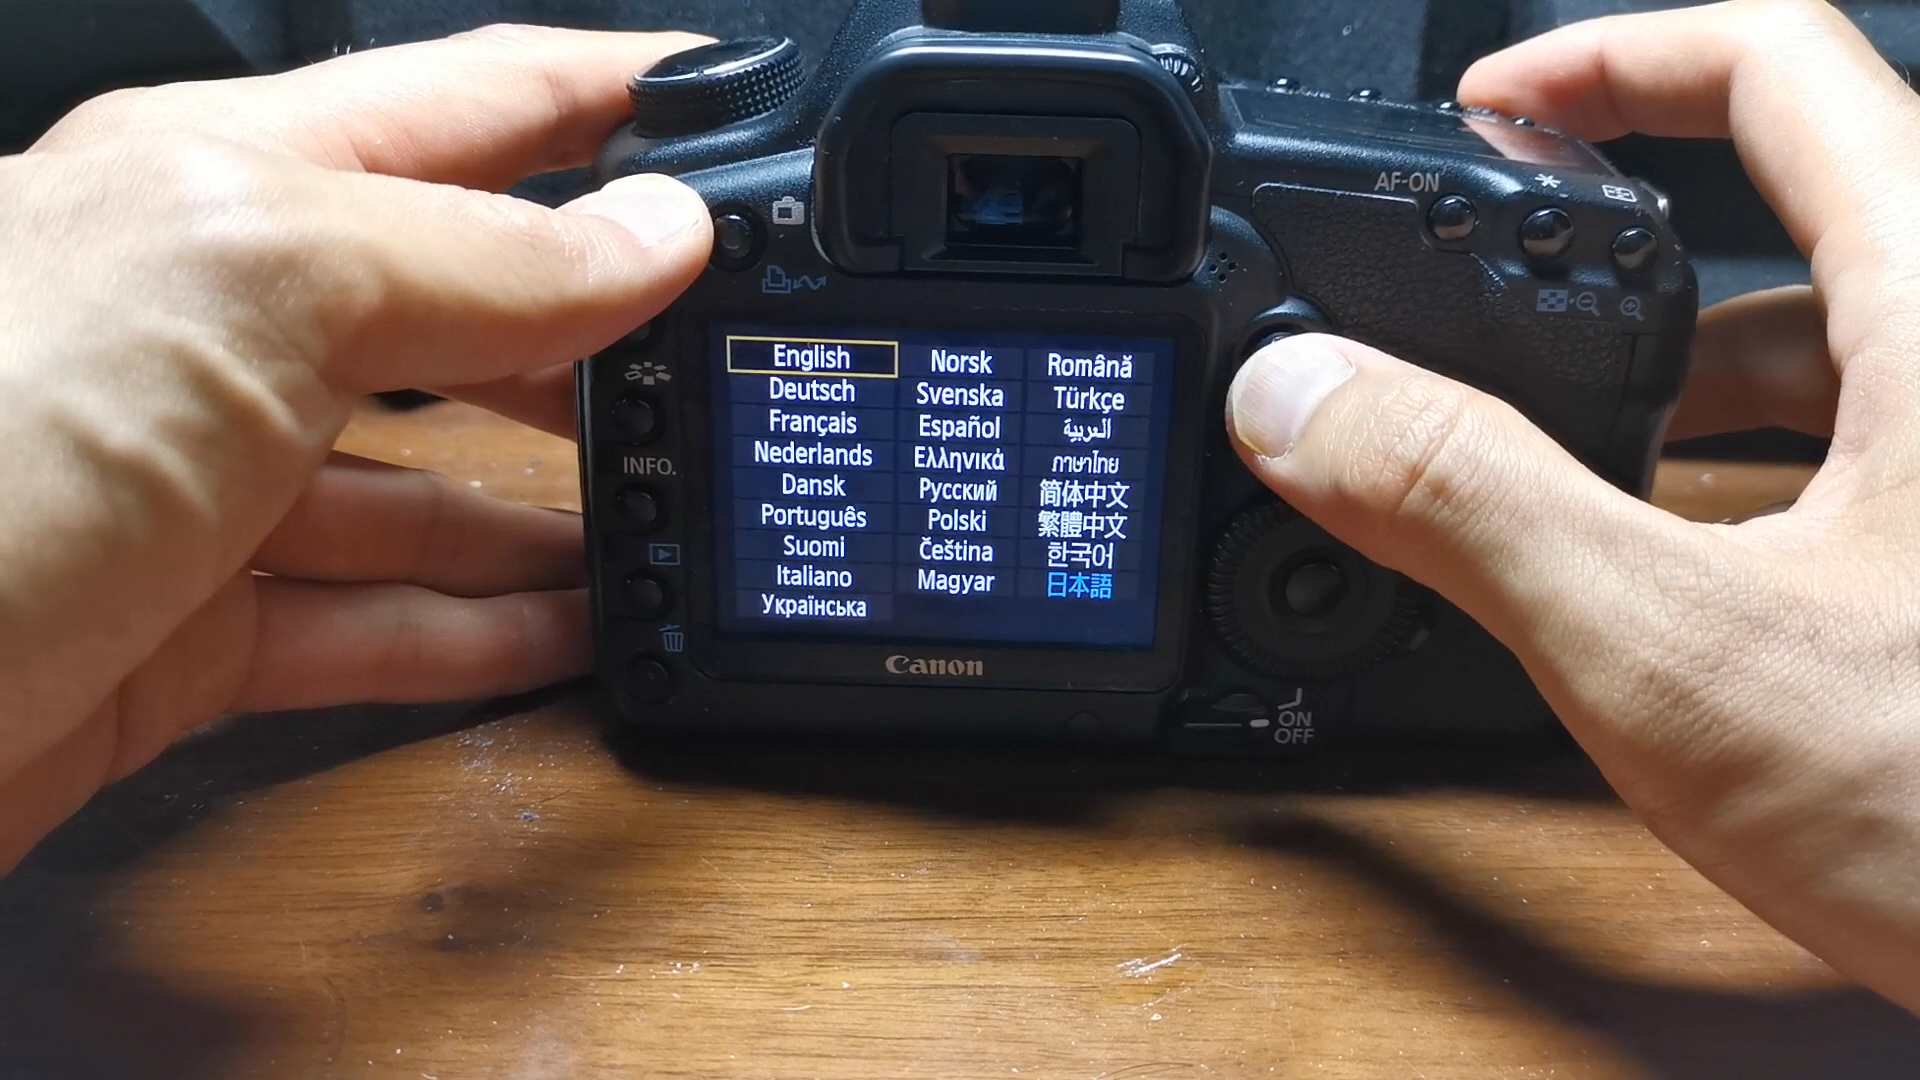 AF-ON
English
Deutsch
Français
Nederlands
Dansk
Português
Suomi
Italiano
Українська
Norsk
Svenska
Español
Ελληνικά
Русский
Polski
Čeština
Magyar
Română
Türkçe
العربية
ภาษาไทย
简体中文
繁體中文
한국어
日本語
INFO.
Canon
ON
OFF